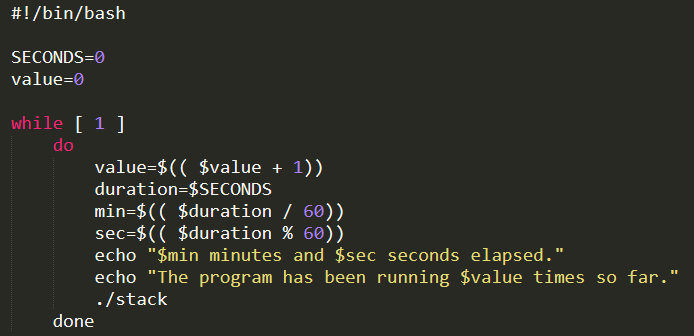 #!/bin/bash
SECONDS=0
value=0
while [ 1 ]
do
value=$(( $value + 1))
duration=$SECONDS
min=$(( $duration / 60))
sec=$(( $duration % 60))
echo "$min minutes and $sec seconds elapsed."
echo "The program has been running $value times so far."
./stack
done